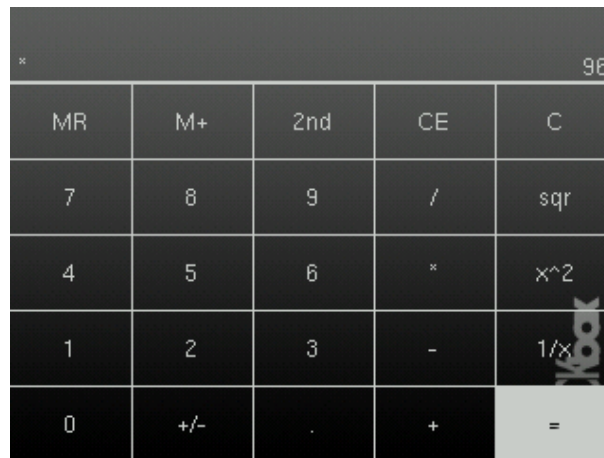 * 96
MR M+ 2nd CE C
7 8 9 / sqr
4 5 6 * x^2
1 2 3 - 1/x
0 +/- . + =